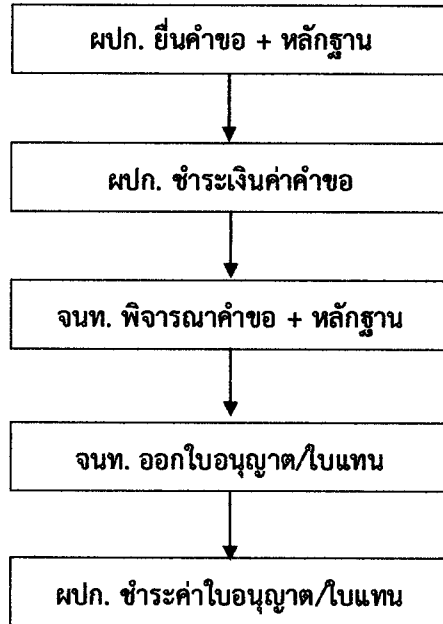 ผปก. ยื่นคำขอ + หลักฐาน
ผปก. ชำระเงินค่าคำขอ
จนท. พิจารณาคำขอ + หลักฐาน
จนท. ออกใบอนุญาต/ใบแทน
ผปก. ชำระค่าใบอนุญาต/ใบแทน